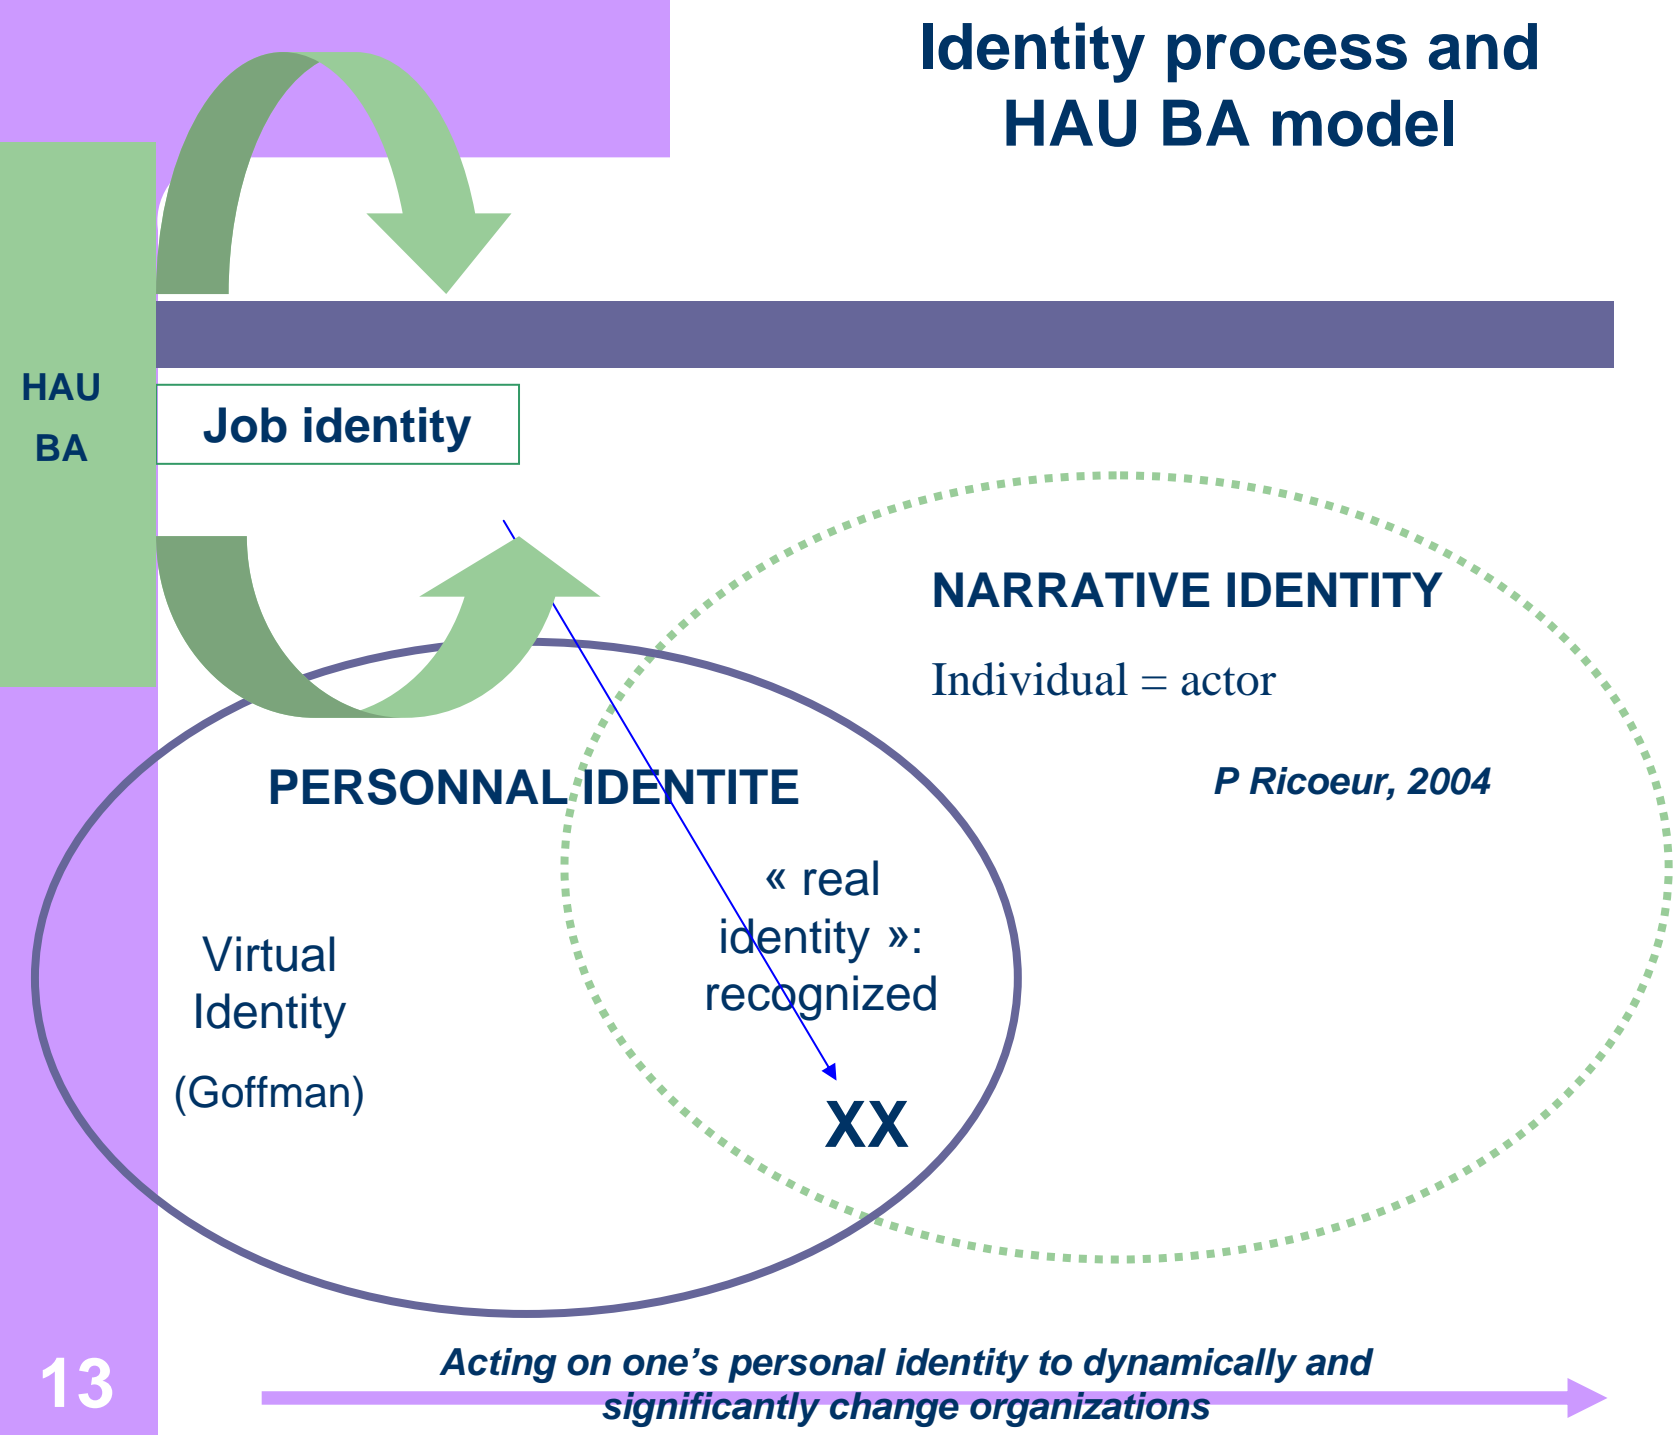 Identity process and
HAU BA model
HAU
BA
Job identity
NARRATIVE IDENTITY
Individual = actor
P Ricoeur, 2004
PERSONNAL IDENTITE
« real
identity »:
recognized
Virtual
Identity
(Goffman)
XX
Acting on one's personal identity to dynamically and
significantly change organizations
13